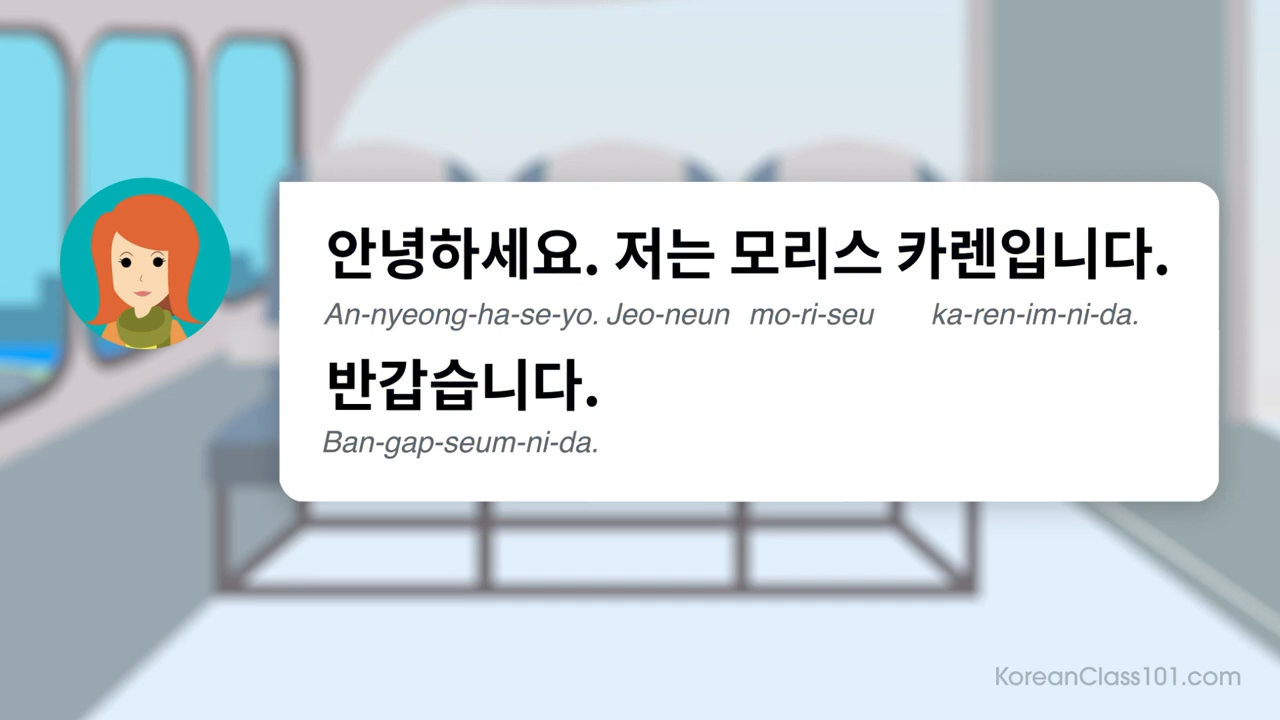 안녕하세요. 저는 모리스 카렌입니다.
An-nyeong-ha-se-yo. Jeo-neun mo-ri-seu ka-ren-im-ni-da.
반갑습니다.
Ban-gap-seum-ni-da.
KoreanClass101.com